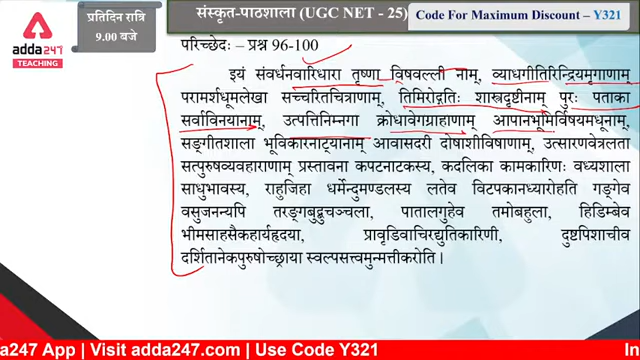 प्रतिदिन रात्रि
9.00 बजे
संस्कृत-पाठशाला (UGC NET - 25)
Code For Maximum Discount – Y321
adda247
TEACHING
परिच्छेदः – प्रश्न 96-100
इयं संवर्धनवारिधारा तृष्णा विषवल्ली नाम्, व्याधगीतिरिन्द्रियमृगाणाम्
परामर्शधूमलेखा सच्चरितचित्राणाम्, तिमिरोद्गतिः शास्त्रदृष्टीनाम् पुरः पताका
सर्वाविनयानाम्, उत्पत्तिनिम्नगा क्रोधावेगग्राहाणाम् आपानभूमिर्विषयमधूनाम्,
सङ्गीतशाला भूविकारनाट्यानाम् आवासदरी दोषाशीविषाणाम्, उत्सारणवेत्रलता
सत्पुरुषव्यवहाराणाम् प्रस्तावना कपटनाटकस्य, कदलिका कामकारिणः वध्यशाला
साधुभावस्य, राहुजिहा धर्मेन्दुमण्डलस्य लतेव विटपकानध्यारोहति गङ्गेव
वसुजनन्यपि तरङ्गबुद्बुचञ्चला, पातालगुहेव तमोबहुला, हिडिम्बेव
भीमसाहसैकहार्यहृदया, प्रावृडिवाचिरद्युतिकारिणी, दुष्टपिशाचीव
दर्शितानेकपुरुषोच्छ्राया स्वल्पसत्त्वमुन्मत्तीकरोति।
a247 App | Visit adda247.com | Use Code Y321
In